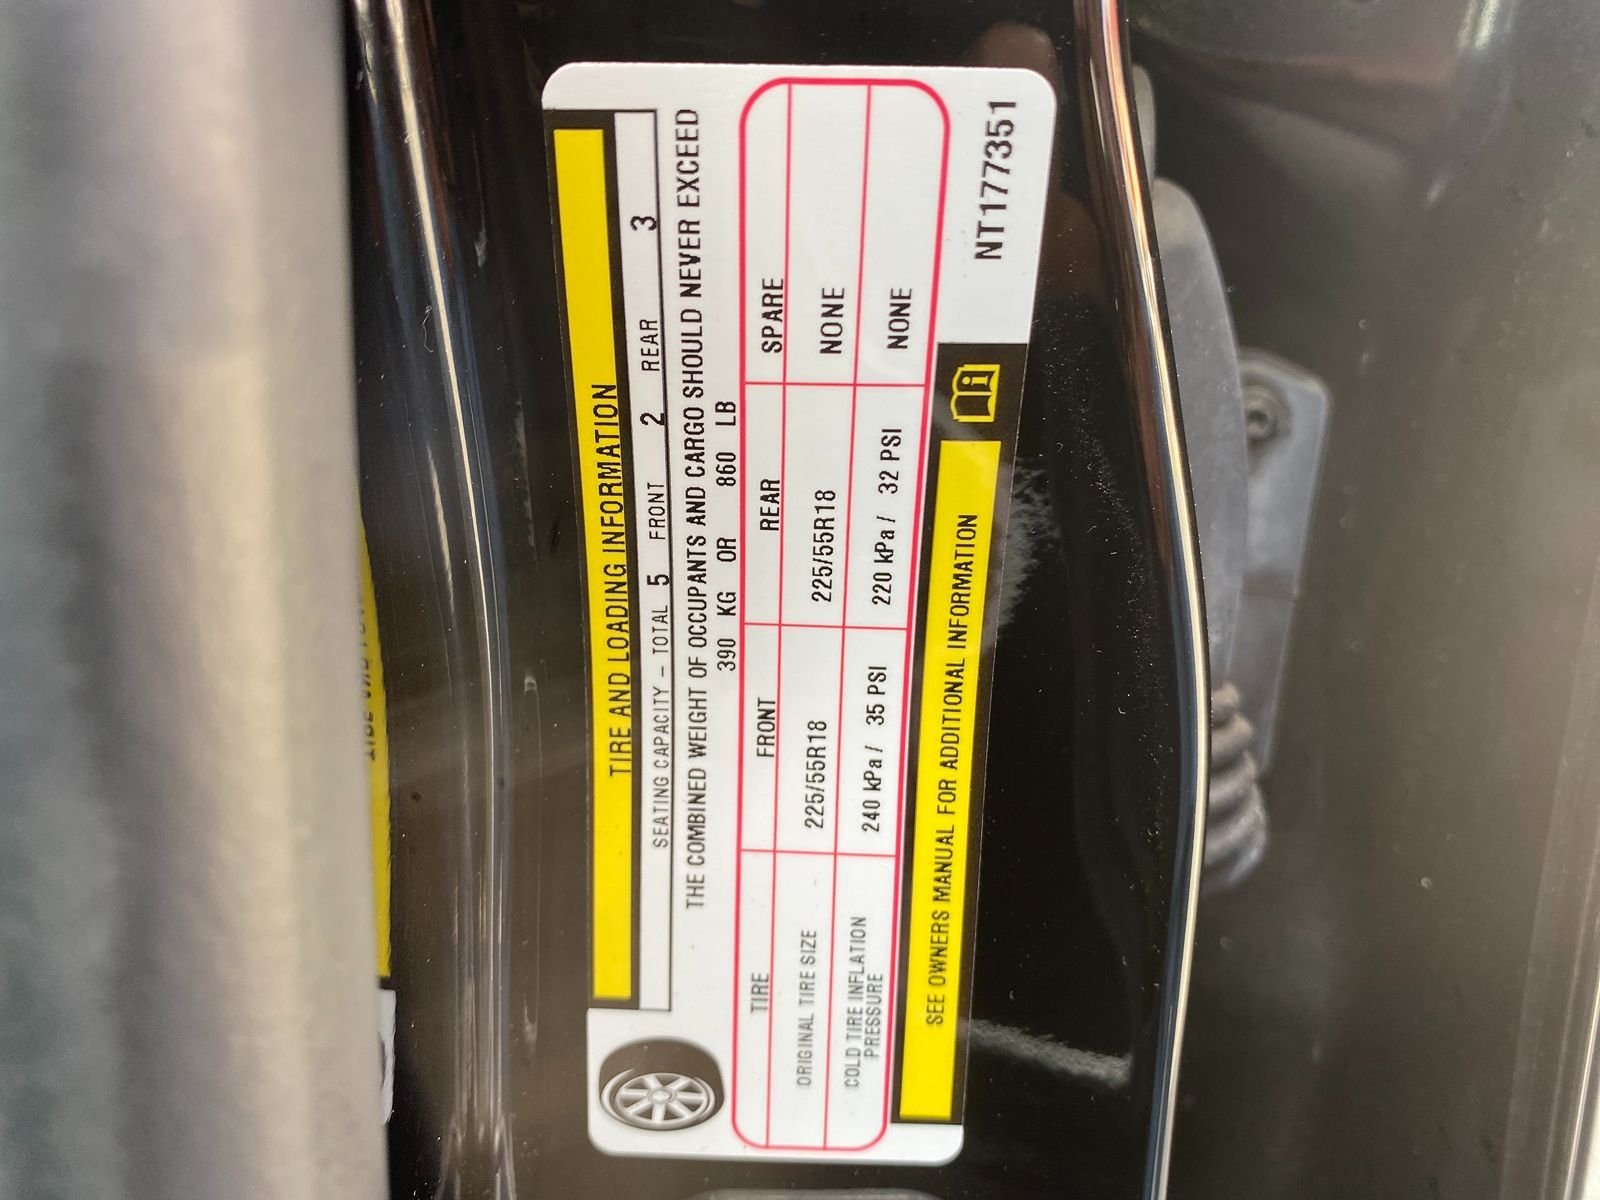 TIRE AND LOADING INFORMATION
SEATING CAPACITY – TOTAL 5 FRONT 2 REAR 3
THE COMBINED WEIGHT OF OCCUPANTS AND CARGO SHOULD NEVER EXCEED
390 KG OR 860 LB
TIRE FRONT REAR SPARE
ORIGINAL TIRE SIZE 225/55R18 225/55R18 NONE
COLD TIRE INFLATION PRESSURE 240 kPa / 35 PSI 220 kPa / 32 PSI NONE
SEE OWNERS MANUAL FOR ADDITIONAL INFORMATION
NT177351